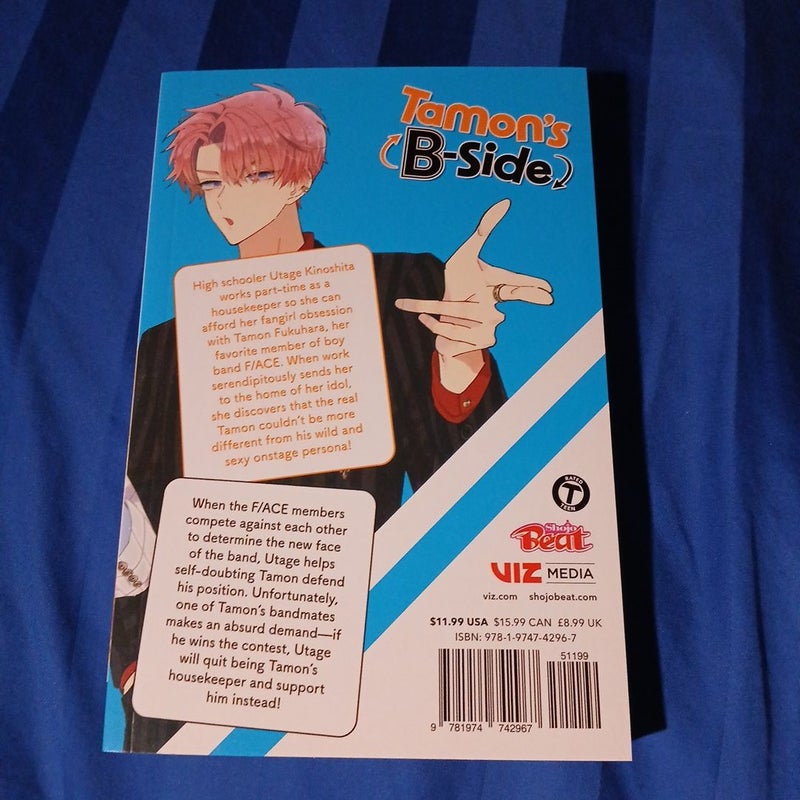 Tamon's
B-Side
High schooler Utage Kinoshita
works part-time as a
housekeeper so she can
afford her fangirl obsession
with Tamon Fukuhara, her
favorite member of boy
band F/ACE. When work
serendipitously sends her
to the home of her idol,
she discovers that the real
Tamon couldn't be more
different from his wild and
sexy onstage persona!
When the F/ACE members
compete against each other
to determine the new face
of the band, Utage helps
self-doubting Tamon defend
his position. Unfortunately,
one of Tamon's bandmates
makes an absurd demand—if
he wins the contest, Utage
will quit being Tamon's
housekeeper and support
him instead!
RATED
T
TEEN
Shojo
Beat
VIZ MEDIA
viz.com shojobeat.com
$11.99 USA $15.99 CAN £8.99 UK
ISBN: 978-1-9747-4296-7
51199
9 781974 742967